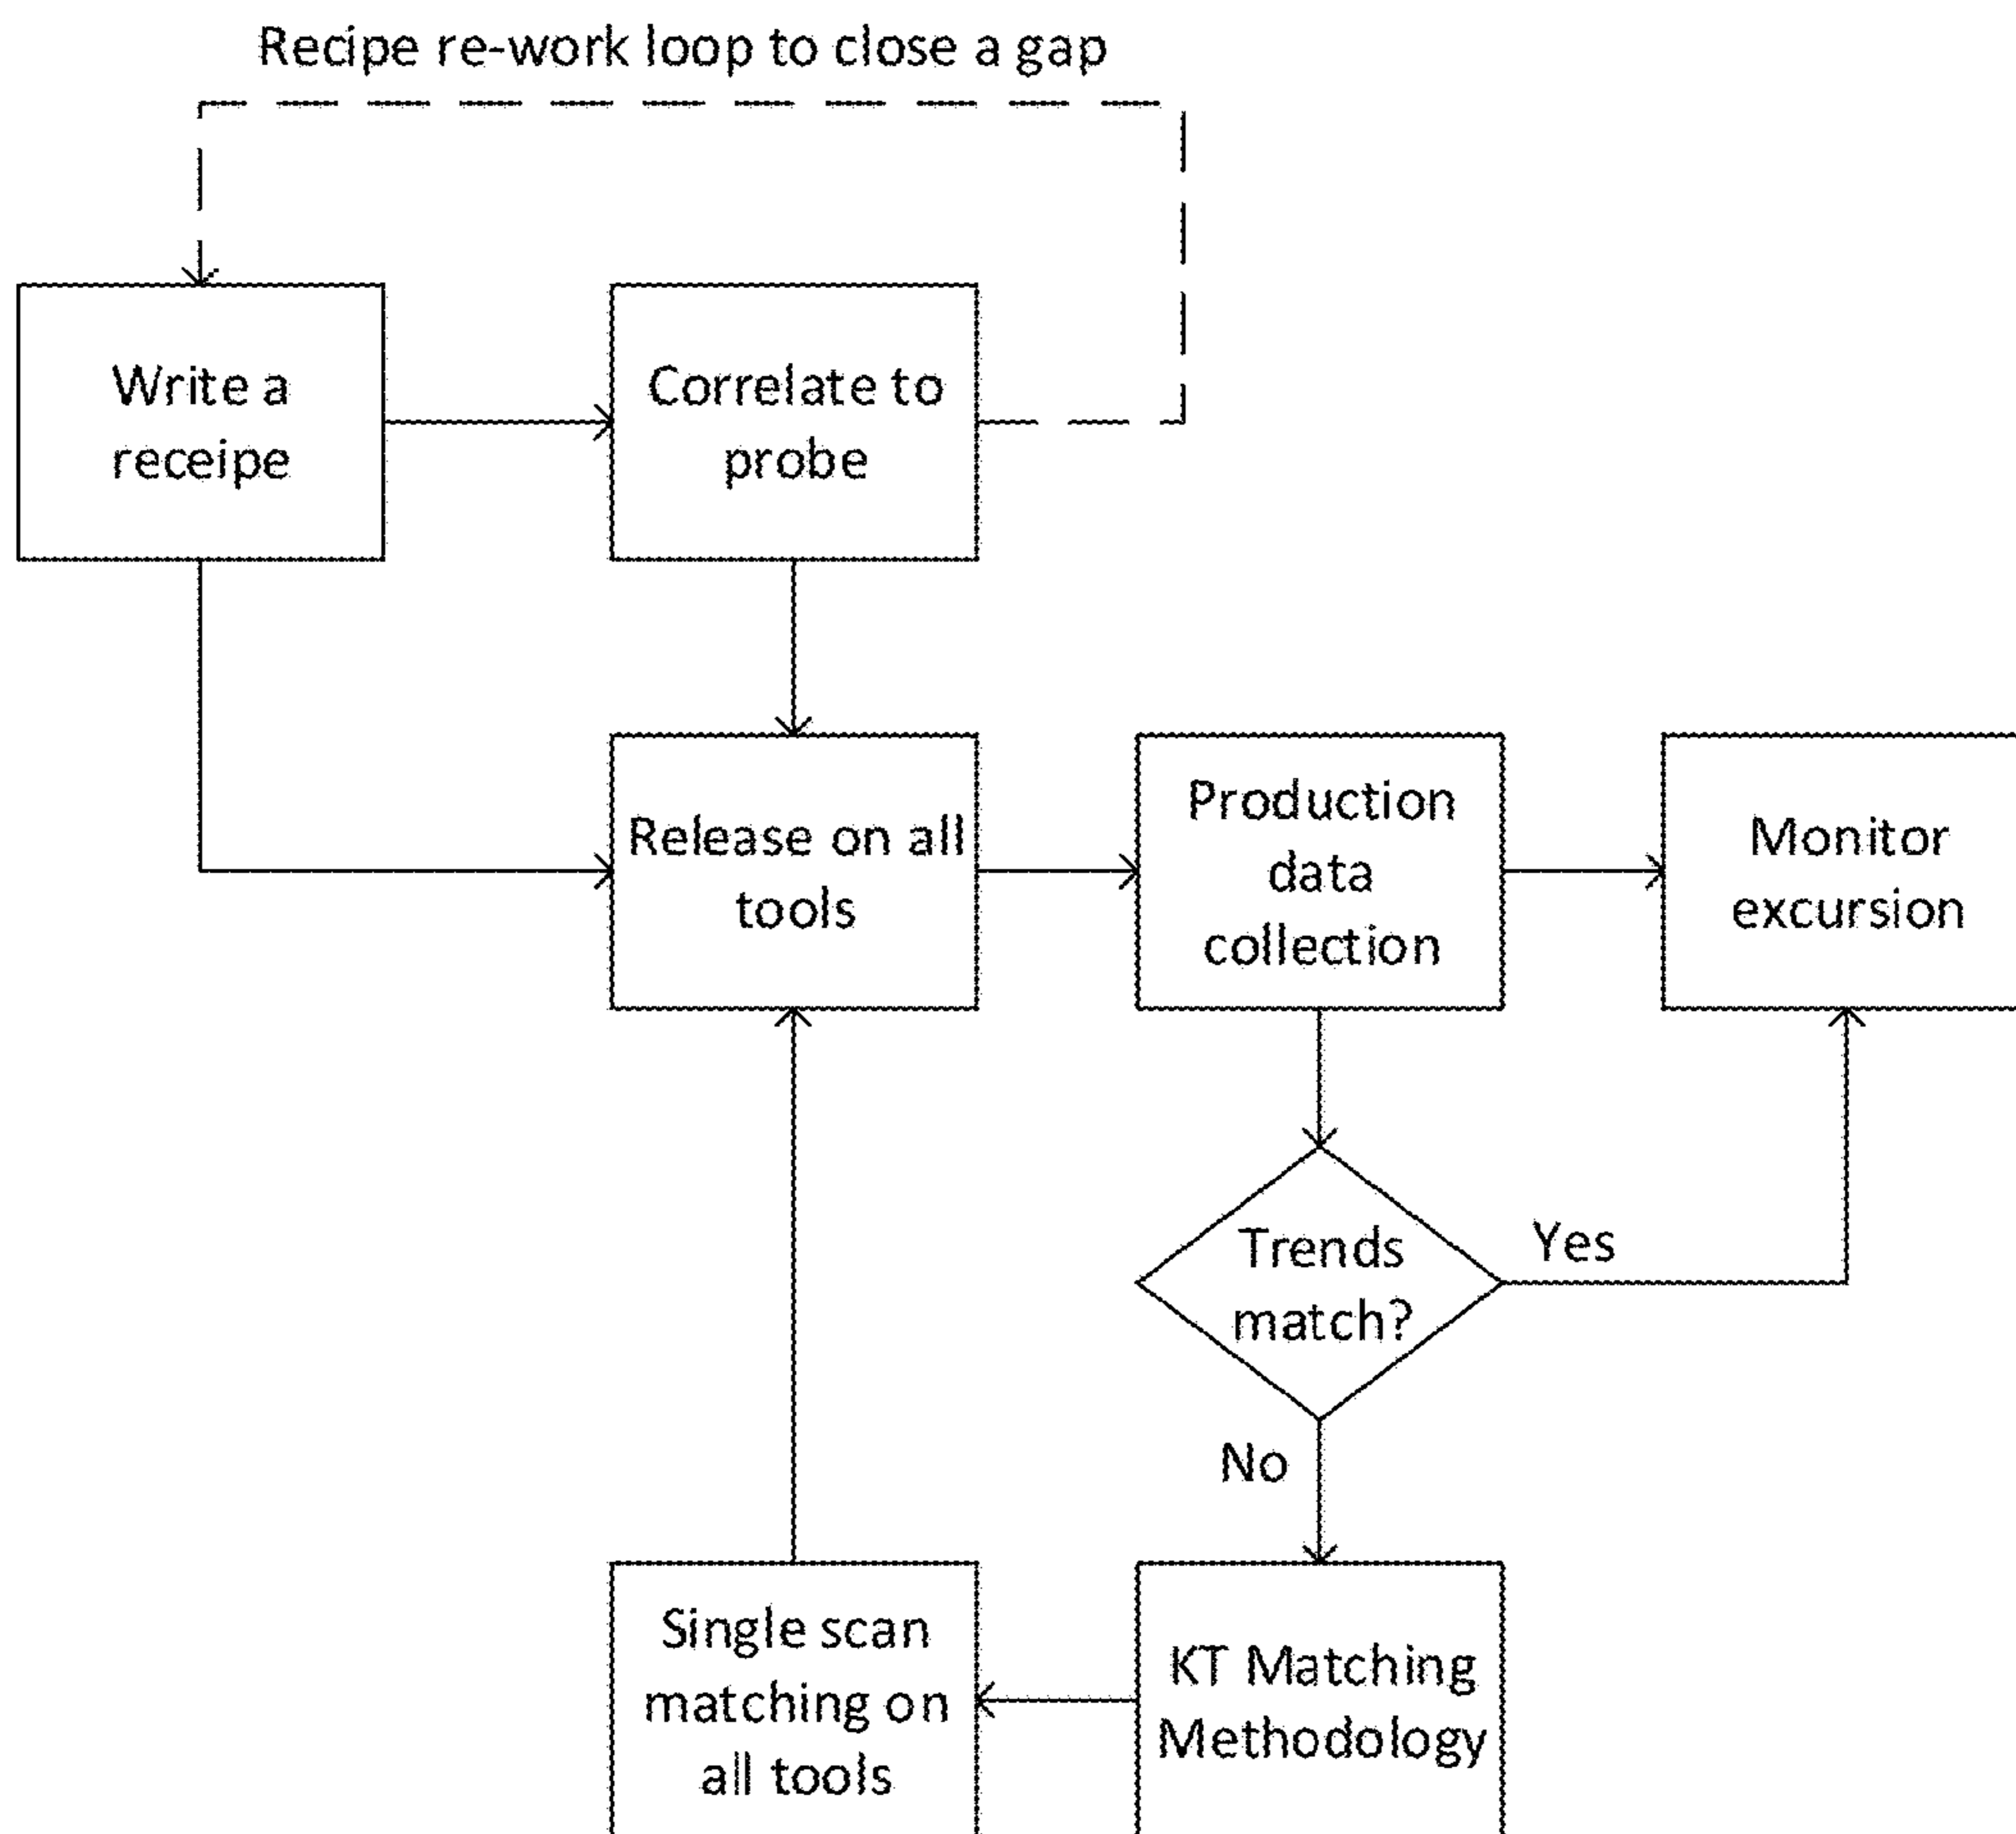 Recipe re-work loop to close a gap
Write a
receipe
Correlate to
probe
Release on all
tools
Production
data
collection
Monitor
excursion
Trends
match?
Yes
No
Single scan
matching on
all tools
KT Matching
Methodology